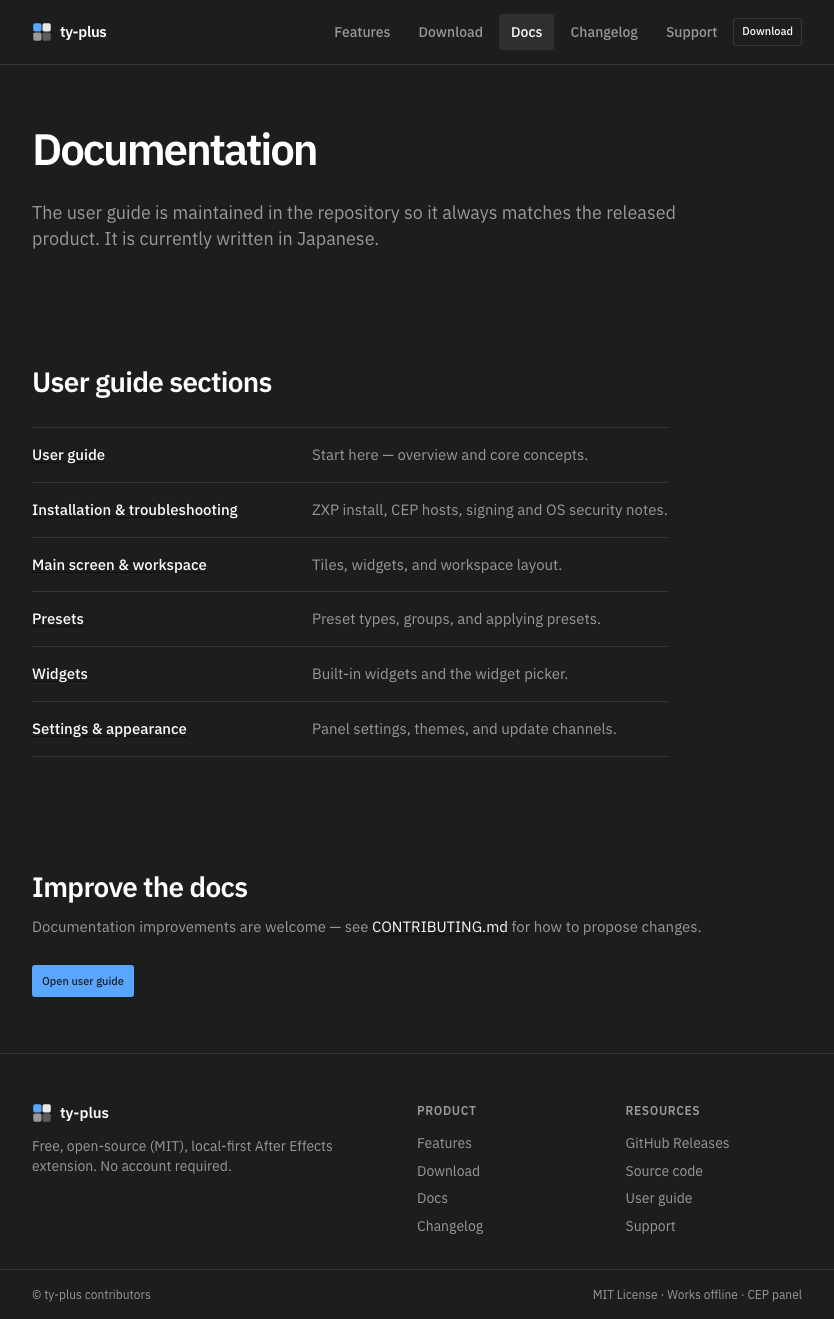 ty-plus
Features Download Docs Changelog Support Download
Documentation
The user guide is maintained in the repository so it always matches the released
product. It is currently written in Japanese.
User guide sections
User guide Start here — overview and core concepts.
Installation & troubleshooting ZXP install, CEP hosts, signing and OS security notes.
Main screen & workspace Tiles, widgets, and workspace layout.
Presets Preset types, groups, and applying presets.
Widgets Built-in widgets and the widget picker.
Settings & appearance Panel settings, themes, and update channels.
Improve the docs
Documentation improvements are welcome — see CONTRIBUTING.md for how to propose changes.
Open user guide
ty-plus
Free, open-source (MIT), local-first After Effects
extension. No account required.
PRODUCT
Features
Download
Docs
Changelog
RESOURCES
GitHub Releases
Source code
User guide
Support
© ty-plus contributors
MIT License · Works offline · CEP panel